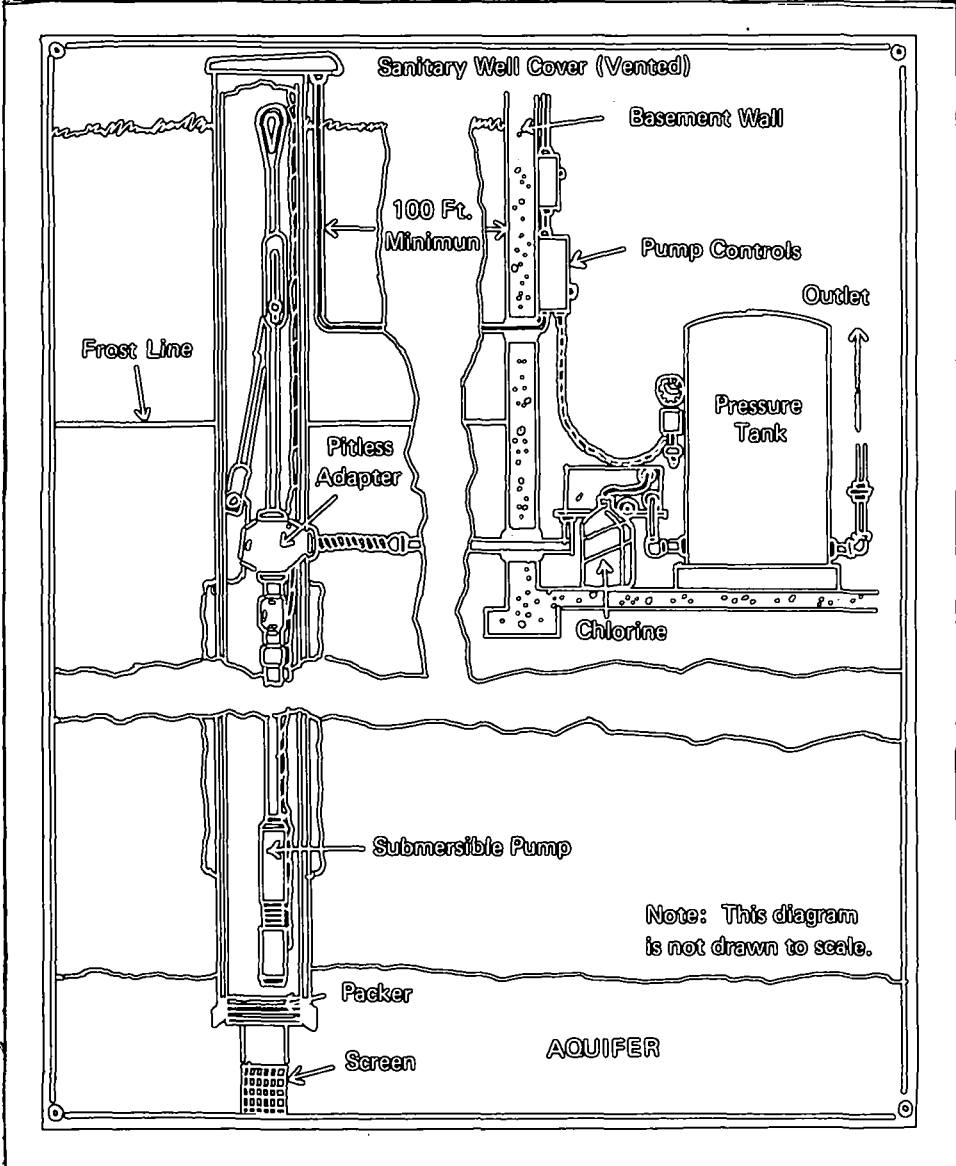 Sanitary Well Cover (Vented)
Basement Wall
100 Ft.
Minimun
Pump Controls
Outlet
Frost Line
Pressure
Tank
Pitless
Adapter
Chlorine
Submersible Pump
Note: This diagram
is not drawn to scale.
Packer
AQUIFER
Screen